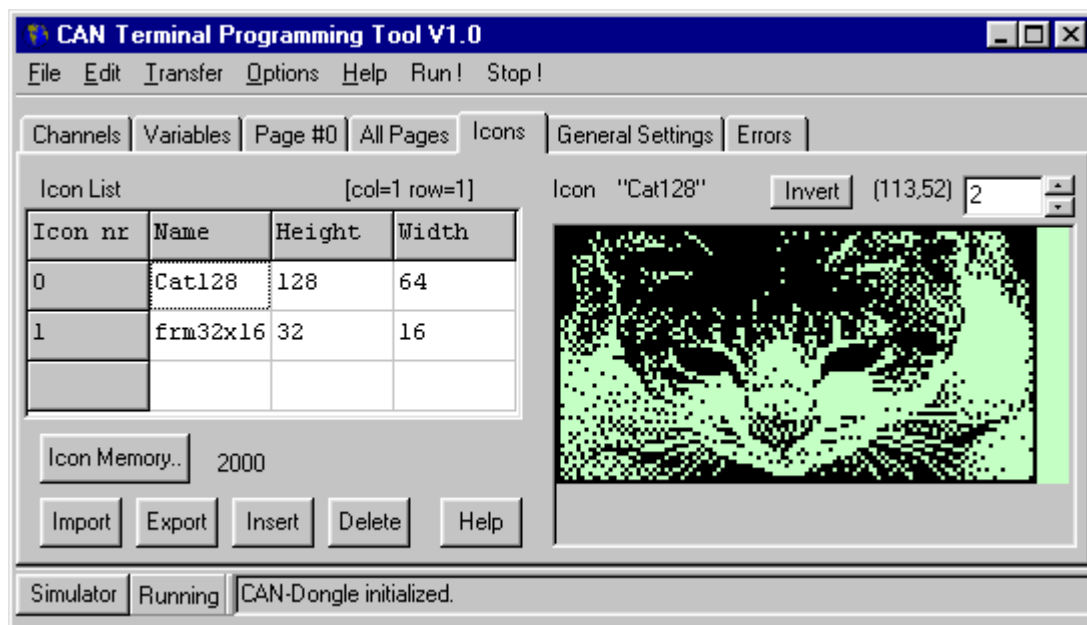 CAN Terminal Programming Tool V1.0
File Edit Transfer Options Help Run! Stop!
Channels Variables Page #0 All Pages Icons General Settings Errors
Icon List [col=1 row=1] Icon "Cat128" Invert (113,52) 2
Icon nr Name Height Width
0 Cat128 128 64
1 frm32x16 32 16
Icon Memory.. 2000
Import Export Insert Delete Help
Simulator Running CAN-Dongle initialized.